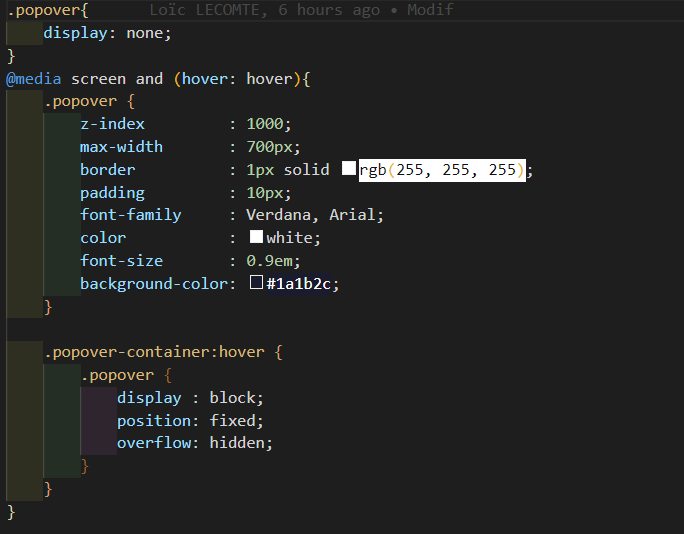 .popover{      Loïc LECOMTE, 6 hours ago • Modif
    display: none;
}
@media screen and (hover: hover){
    .popover {
        z-index         : 1000;
        max-width       : 700px;
        border          : 1px solid rgb(255, 255, 255);
        padding         : 10px;
        font-family     : Verdana, Arial;
        color           : white;
        font-size       : 0.9em;
        background-color: #1a1b2c;
    }

    .popover-container:hover {
        .popover {
            display : block;
            position: fixed;
            overflow: hidden;
        }
    }
}